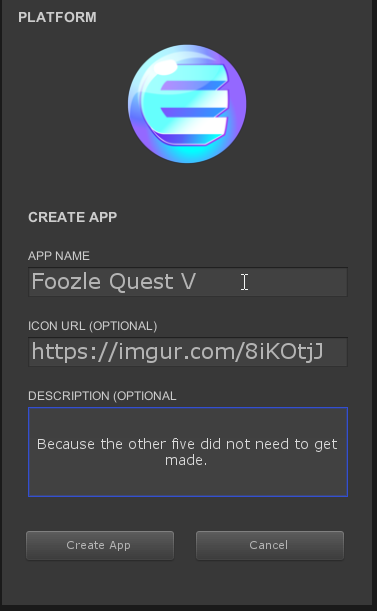 PLATFORM
CREATE APP
APP NAME
Foozle Quest V
ICON URL (OPTIONAL)
https://imgur.com/8iKOtjJ
DESCRIPTION (OPTIONAL
Because the other five did not need to get
made.
Create App
Cancel